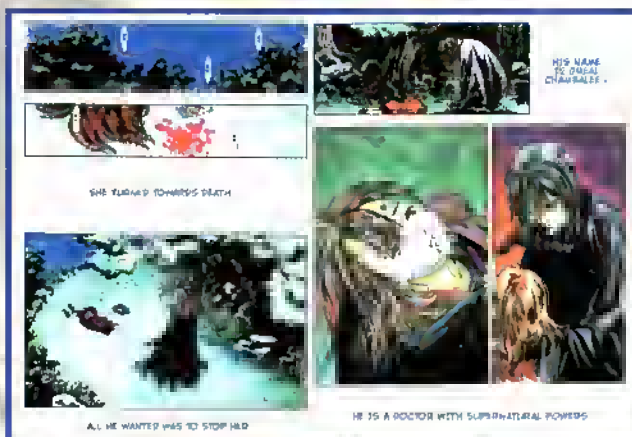 SHE TURNED TOWARDS DEATH
ALL HE WANTED WAS TO STOP HER
HIS NAME
IS
HE IS A DOCTOR WITH SUPERNATURAL POWERS